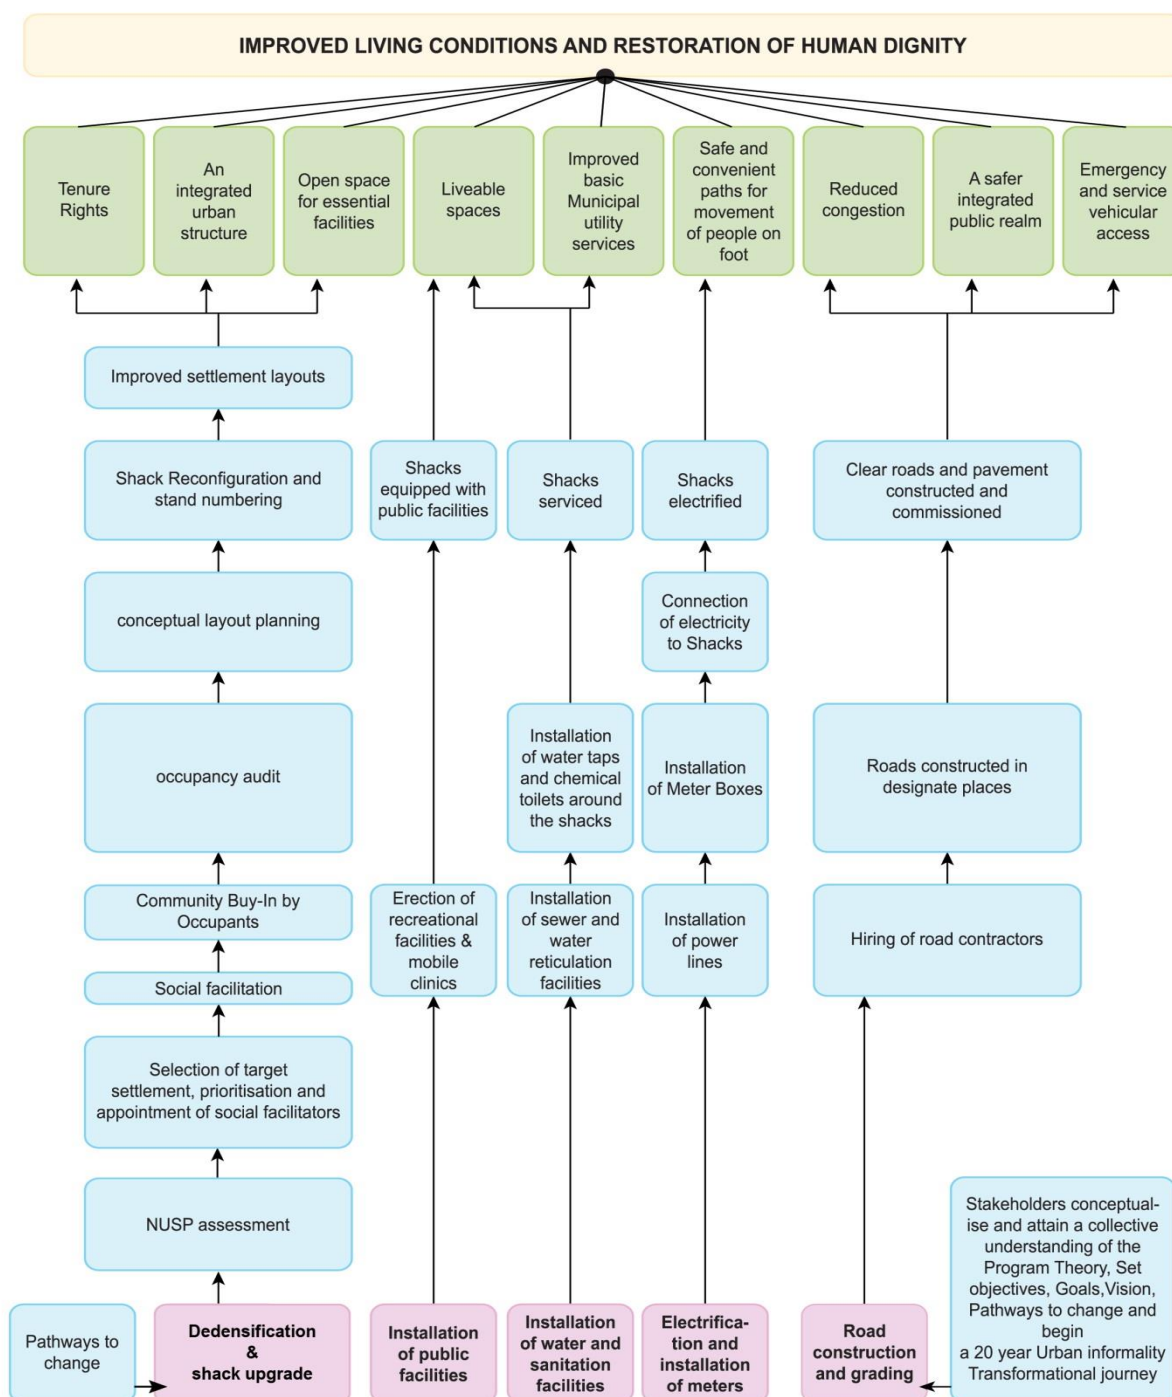 IMPROVED LIVING CONDITIONS AND RESTORATION OF HUMAN DIGNITY
Tenure
Rights
An
integrated
urban
structure
Open space
for essential
facilities
Liveable
spaces
Improved
basic
Municipal
utility
services
Safe and
convenient
paths for
movement
of people on
foot
Reduced
congestion
A safer
integrated
public realm
Emergency
and service
vehicular
access
Improved settlement layouts
Shack Reconfiguration and
stand numbering
Shacks
equipped with
public facilities
Shacks
serviced
Shacks
electrified
Clear roads and pavement
constructed and
commissioned
conceptual layout planning
Connection
of electricity
to Shacks
occupancy audit
Installation
of water taps
and chemical
toilets around
the shacks
Installation
of Meter Boxes
Roads constructed in
designate places
Community Buy-In by
Occupants
Erection of
recreational
facilities &
mobile
clinics
Installation
of sewer and
water
reticulation
facilities
Installation
of power
lines
Hiring of road contractors
Social facilitation
Selection of target
settlement, prioritisation and
appointment of social facilitators
NUSP assessment
Stakeholders conceptual-
ise and attain a collective
understanding of the
Program Theory, Set
objectives, Goals,Vision,
Pathways to change and
begin
a 20 year Urban informality
Transformational journey
Pathways to
change
Dedensification
&
shack upgrade
Installation
of public
facilities
Installation
of water and
sanitation
facilities
Electrifica-
tion and
installation
of meters
Road
construction
and grading